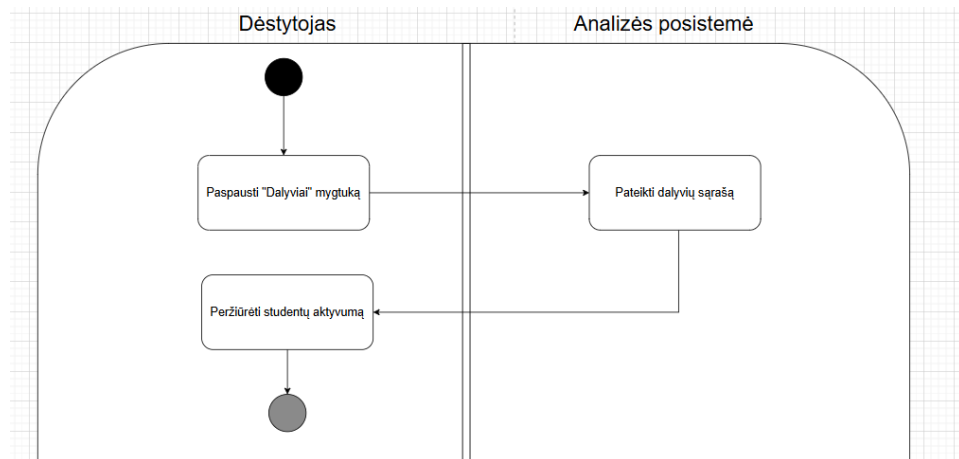 Dėstytojas
Analizės posistemė
Paspausti "Dalyviai" mygtuką
Pateikti dalyvių sąrašą
Peržiūrėti studentų aktyvumą